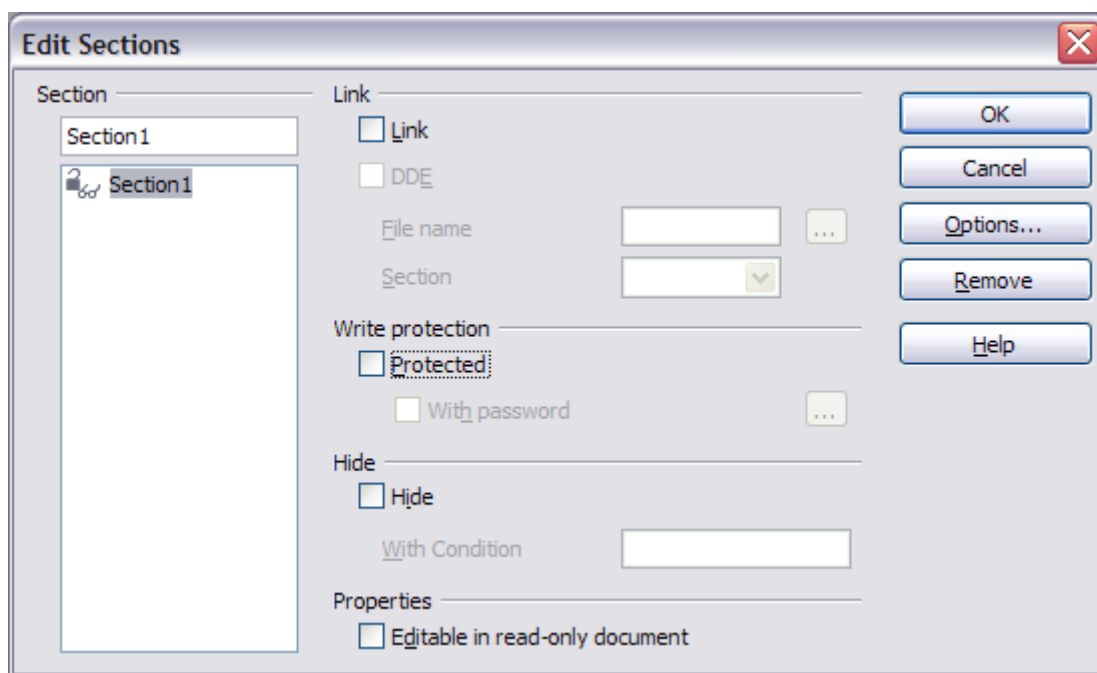 Edit Sections
Section
Section1
Section1
Link
Link
DDE
File name
...
Section
Write protection
Protected
With password
...
Hide
Hide
With Condition
Properties
Editable in read-only document
OK
Cancel
Options...
Remove
Help